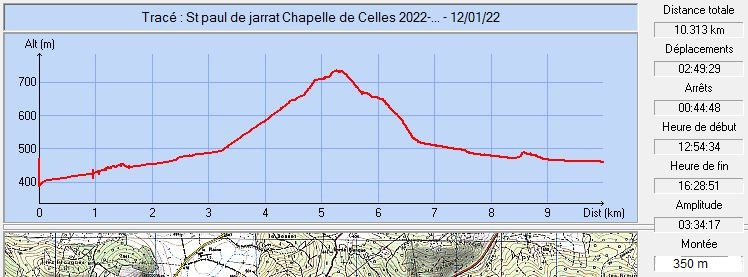 Tracé : St paul de jarrat Chapelle de Celles 2022-... - 12/01/22
Alt (m)
700
600
500
400
0 1 2 3 4 5 6 7 8 9 Dist (km)
Distance totale
10.313 km
Déplacements
02:49:29
Arrêts
00:44:48
Heure de début
12:54:34
Heure de fin
16:28:51
Amplitude
03:34:17
Montée
350 m